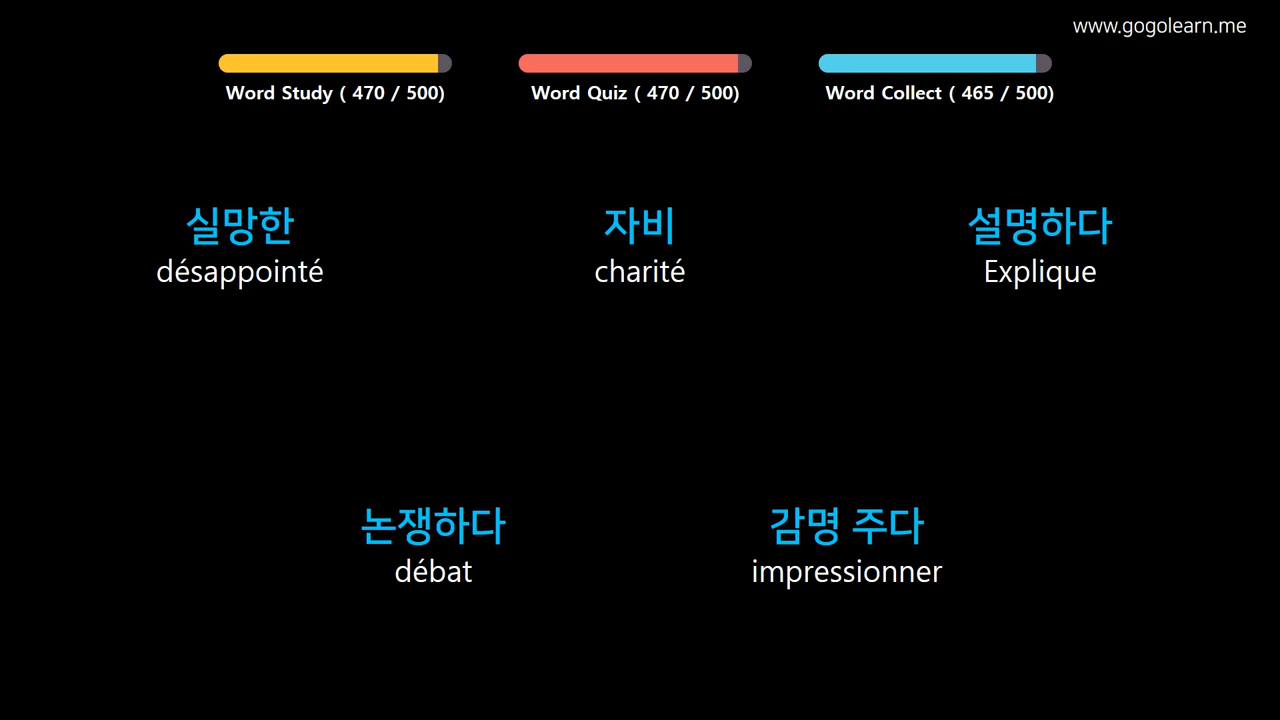 www.gogolearn.me
Word Study ( 470 / 500)
Word Quiz ( 470 / 500)
Word Collect ( 465 / 500)
실망한
désappointé
자비
charité
설명하다
Explique
논쟁하다
débat
감명 주다
impressionner